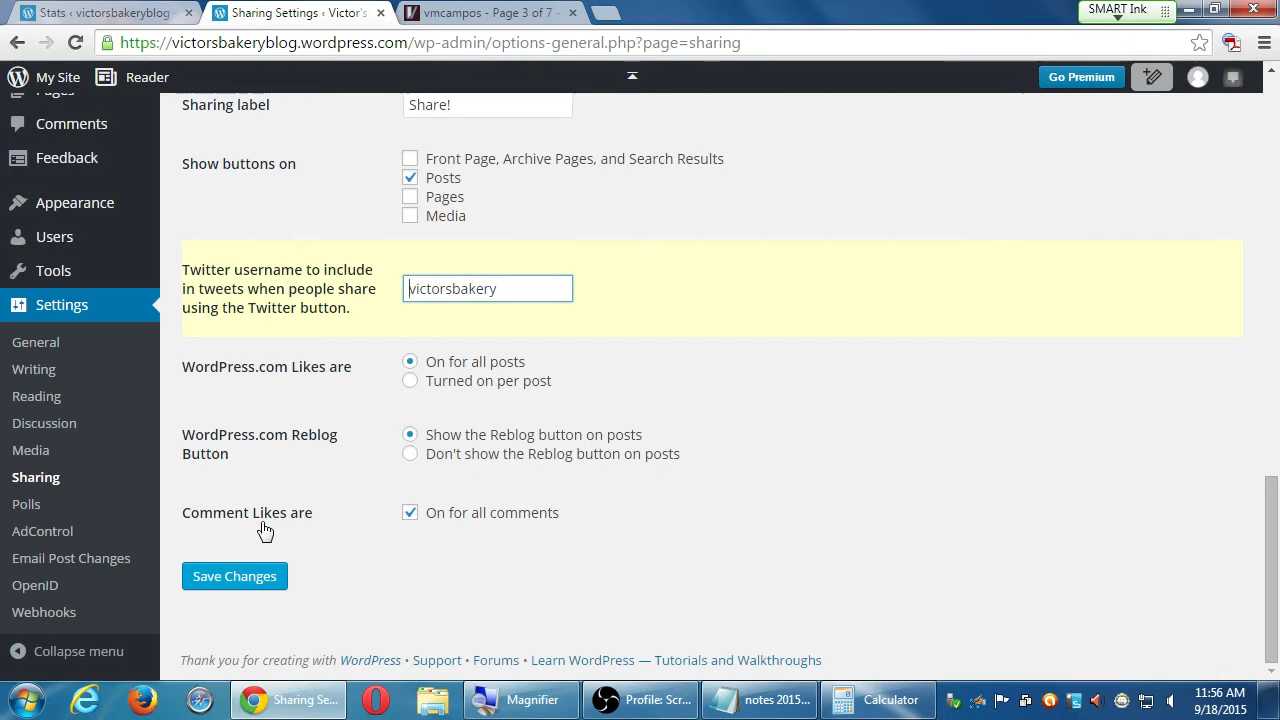 Stats ‹ victorsbakeryblog
Sharing Settings ‹ Victor's
vmcampos - Page 3 of 7 -
SMART Ink
https://victorsbakeryblog.wordpress.com/wp-admin/options-general.php?page=sharing
My Site
Reader
Go Premium
Pages
Comments
Feedback
Appearance
Users
Tools
Settings
General
Writing
Reading
Discussion
Media
Sharing
Polls
AdControl
Email Post Changes
OpenID
Webhooks
Collapse menu
Sharing label
Share!
Show buttons on
Front Page, Archive Pages, and Search Results
Posts
Pages
Media
Twitter username to include
in tweets when people share
using the Twitter button.
victorsbakery
WordPress.com Likes are
On for all posts
Turned on per post
WordPress.com Reblog
Button
Show the Reblog button on posts
Don't show the Reblog button on posts
Comment Likes are
On for all comments
Save Changes
Thank you for creating with WordPress • Support • Forums • Learn WordPress — Tutorials and Walkthroughs
Sharing Se...
Magnifier
Profile: Scr...
notes 2015...
Calculator
11:56 AM
9/18/2015